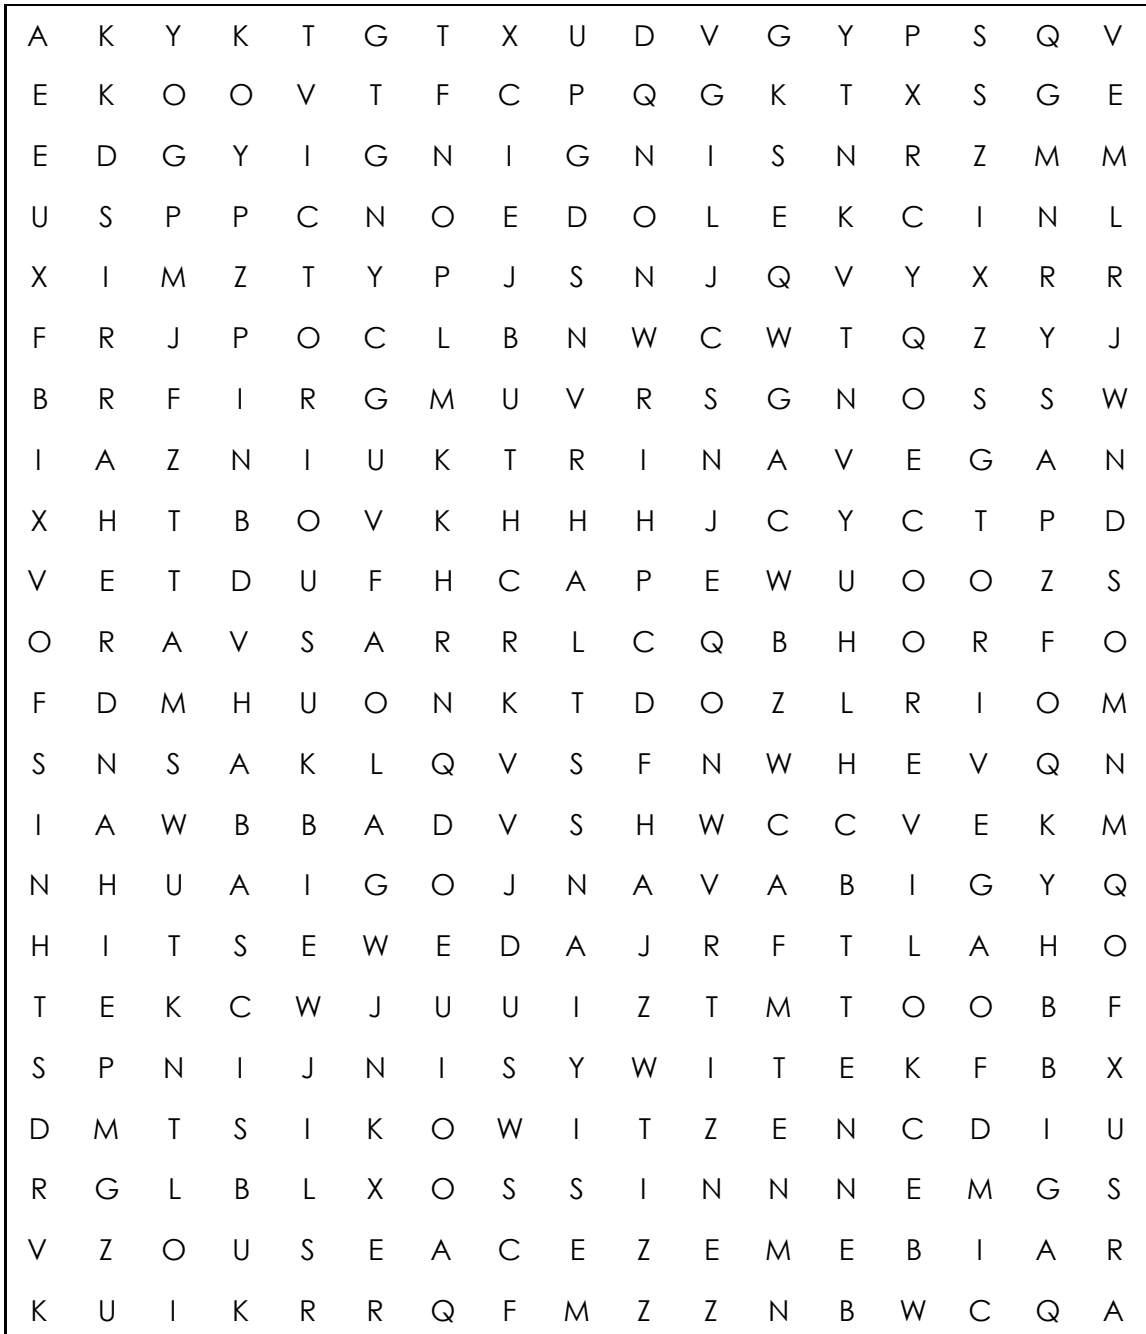 A K Y K T G T X U D V G Y P S Q V
E K O O V T F C P Q G K T X S G E
E D G Y I G N I G N I S N R Z M M
U S P P C N O E D O L E K C I N L
X I M Z T Y P J S N J Q V Y X R R
F R J P O C L B N W C W T Q Z Y J
B R F I R G M U V R S G N O S S W
I A Z N I U K T R I N A V E G A N
X H T B O V K H H H J C Y C T P D
V E T D U F H C A P E W U O O Z S
O R A V S A R R L C Q B H O R F O
F D M H U O N K T D O Z L R I O M
S N S A K L Q V S F N W H E V Q N
I A W B B A D V S H W C C V E K M
N H U A I G O J N A V A B I G Y Q
H I T S E W E D A J R F T L A H O
T E K C W J U U I Z T M T O O B F
S P N I J N I S Y W I T E K F B X
D M T S I K O W I T Z E N C D I U
R G L B L X O S S I N N N E M G S
V Z O U S E A C E Z E M E B I A R
K U I K R R Q F M Z Z N B W C Q A